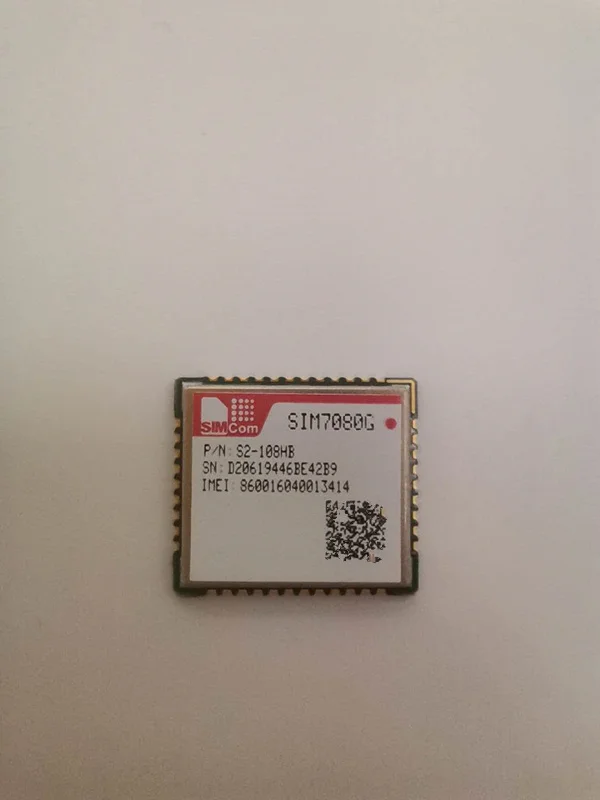 SIMCom
SIM7080G
P/N: S2-108HB
SN: D20619446BE42B9
IMEI: 860016040013414